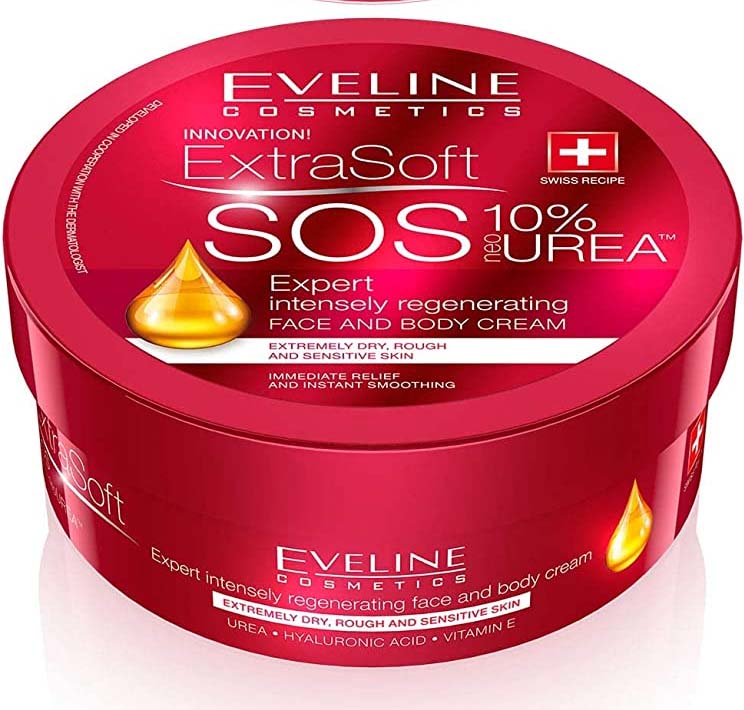 EVELINE
COSMETICS
INNOVATION!
ExtraSoft
SWISS RECIPE
SOS 10%
neo UREA™
Expert
intensely regenerating
FACE AND BODY CREAM
EXTREMELY DRY, ROUGH
AND SENSITIVE SKIN
IMMEDIATE RELIEF
AND INSTANT SMOOTHING
DEVELOPED IN COOPERATION WITH THE DERMATOLOGIST
xtraSoft
UREA™
EVELINE
COSMETICS
Expert intensely regenerating face and body cream
EXTREMELY DRY, ROUGH AND SENSITIVE SKIN
UREA • HYALURONIC ACID • VITAMIN E